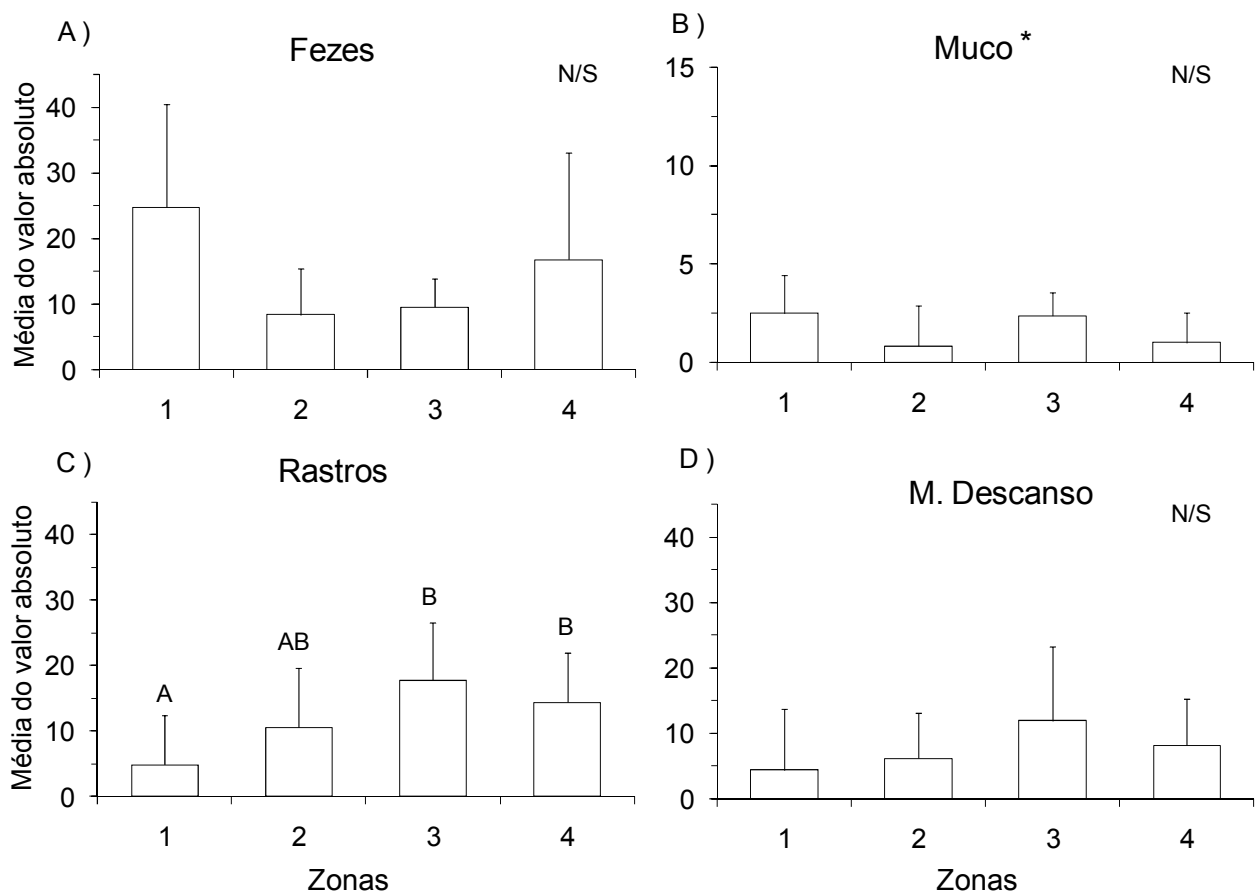 A )
Fezes
N/S
Média do valor absoluto
40
30
20
10
0
1 2 3 4
B )
Muco *
N/S
15
10
5
0
1 2 3 4
C )
Rastros
Média do valor absoluto
40
30
20
10
0
A
AB
B
B
1 2 3 4
Zonas
D )
M. Descanso
N/S
40
30
20
10
0
1 2 3 4
Zonas